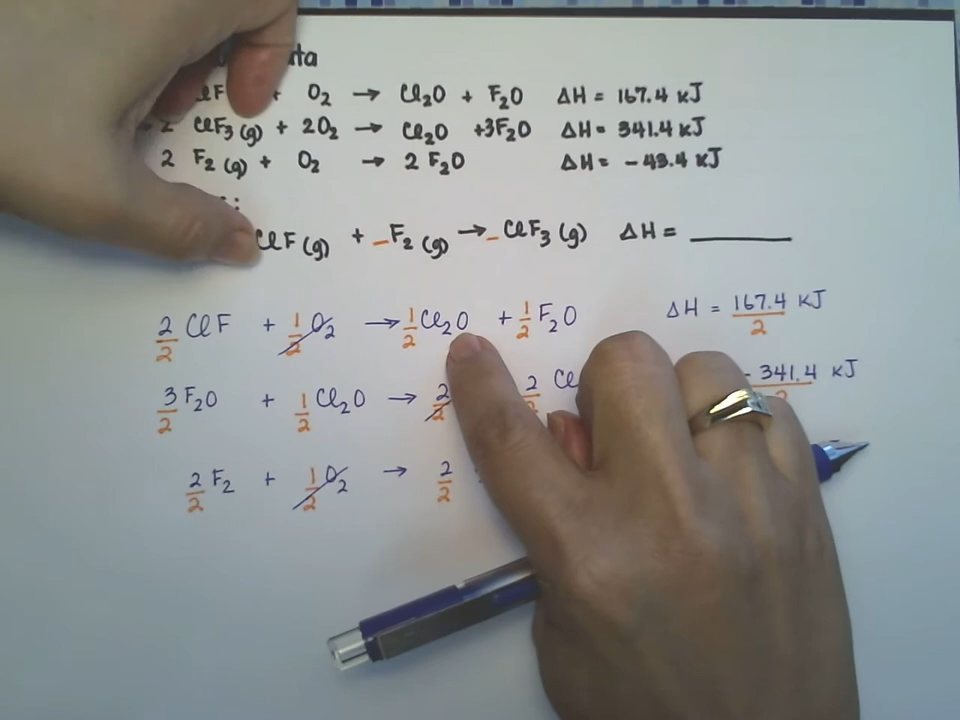 + O₂ → Cl₂O + F₂O ΔH = 167.4 kJ
2 ClF₃ (g) + 2O₂ → Cl₂O +3F₂O ΔH = 341.4 kJ
2 F₂ (g) + O₂ → 2 F₂O ΔH = -43.4 kJ
ClF (g) + _F₂ (g) → _ClF₃ (g) ΔH = ______
2/2 ClF + 1/2 O₂ → 1/2 Cl₂O + 1/2 F₂O ΔH = 167.4 kJ/2
3/2 F₂O + 1/2 Cl₂O → 2/2 2/2 - 341.4 kJ
2/2 F₂ + 1/2 O₂ → 2/2